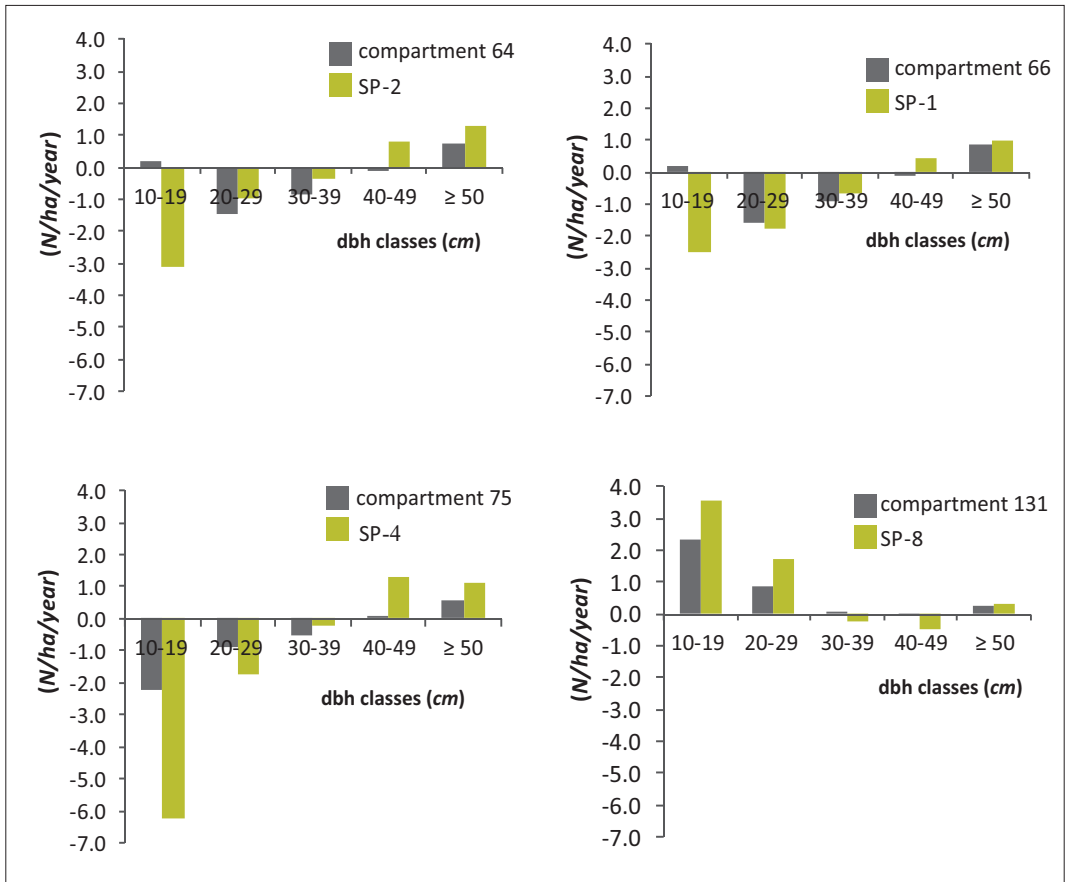 4.0
3.0
2.0
1.0
0.0
-1.0
-2.0
-3.0
-4.0
-5.0
-6.0
-7.0
(N/ha/year)
compartment 64
SP-2
10-19 20-29 30-39 40-49 ≥ 50
dbh classes (cm)
4.0
3.0
2.0
1.0
0.0
-1.0
-2.0
-3.0
-4.0
-5.0
-6.0
-7.0
(N/ha/year)
compartment 66
SP-1
10-19 20-29 30-39 40-49 ≥ 50
dbh classes (cm)
4.0
3.0
2.0
1.0
0.0
-1.0
-2.0
-3.0
-4.0
-5.0
-6.0
-7.0
(N/ha/year)
compartment 75
SP-4
10-19 20-29 30-39 40-49 ≥ 50
dbh classes (cm)
4.0
3.0
2.0
1.0
0.0
-1.0
-2.0
-3.0
-4.0
-5.0
-6.0
-7.0
(N/ha/year)
compartment 131
SP-8
10-19 20-29 30-39 40-49 ≥ 50
dbh classes (cm)